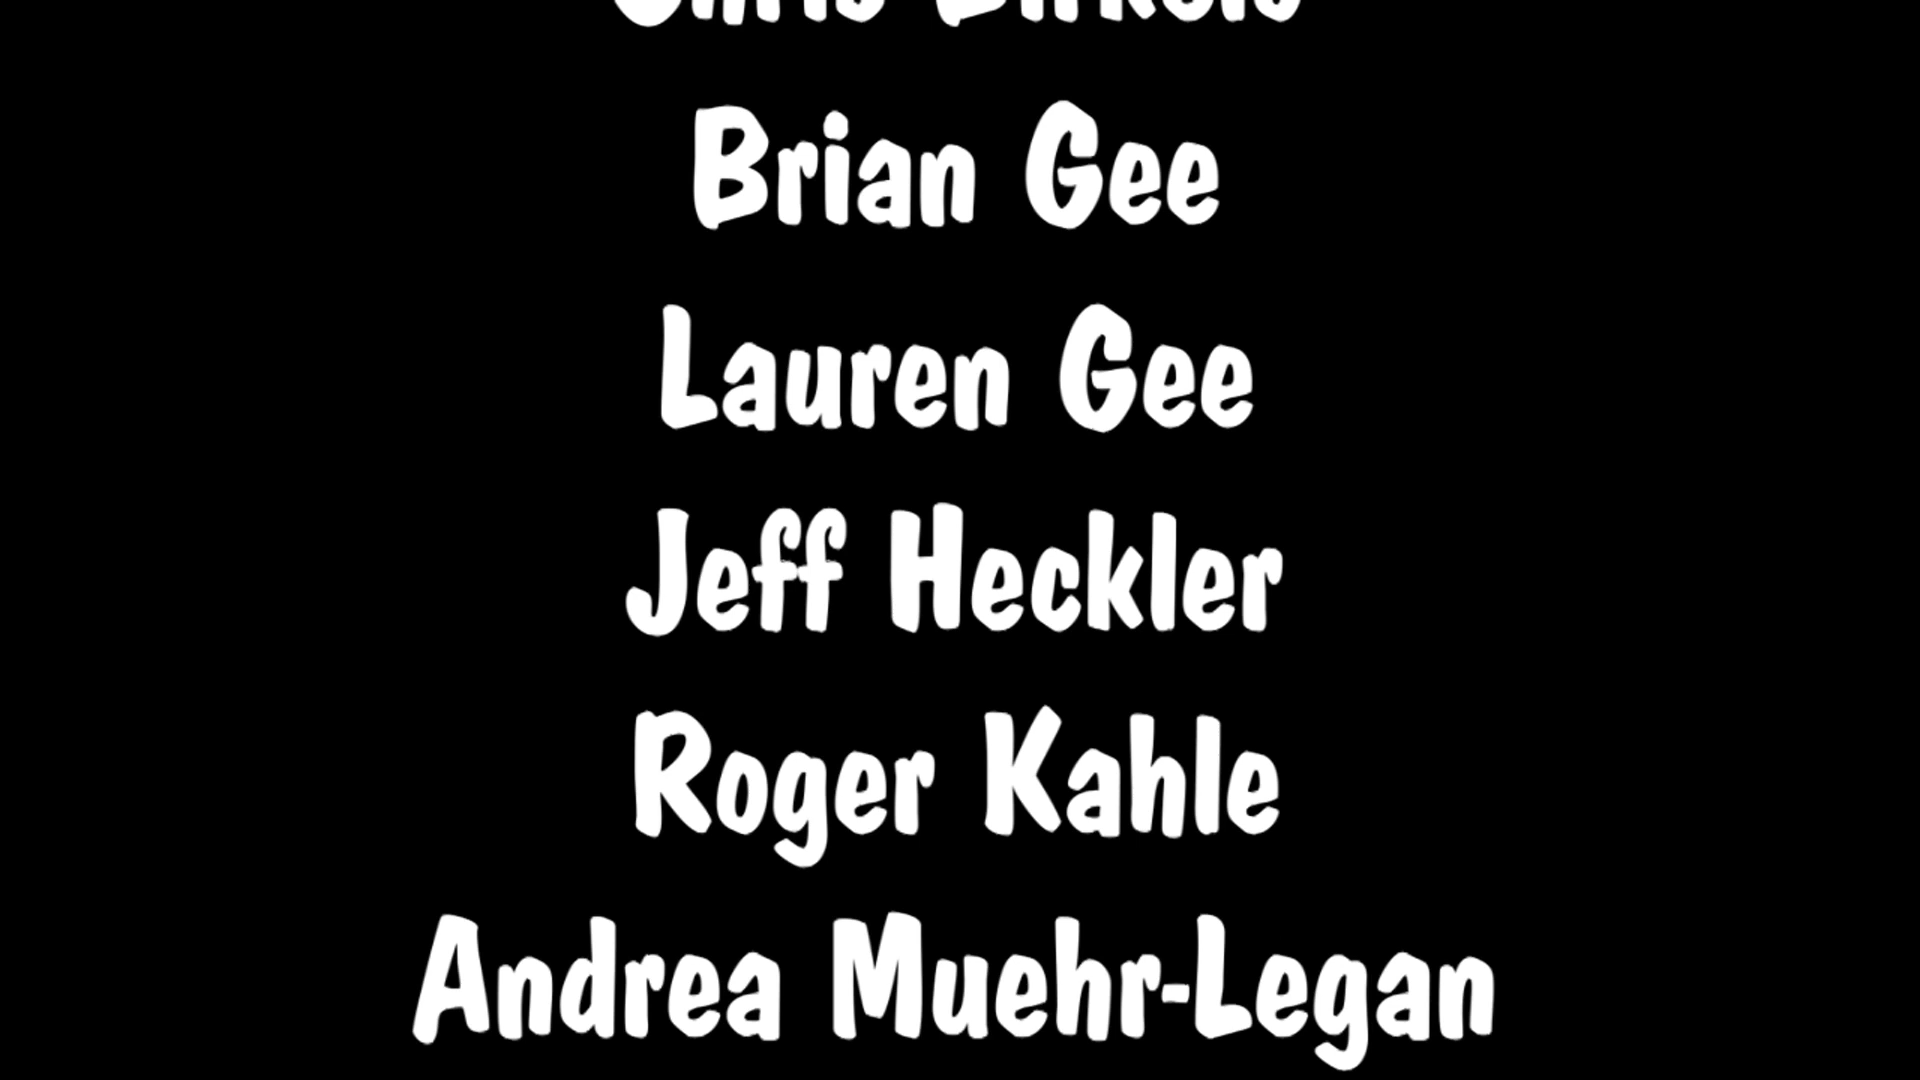 Brian Gee
Lauren Gee
Jeff Heckler
Roger Kahle
Andrea Muehr-Legan